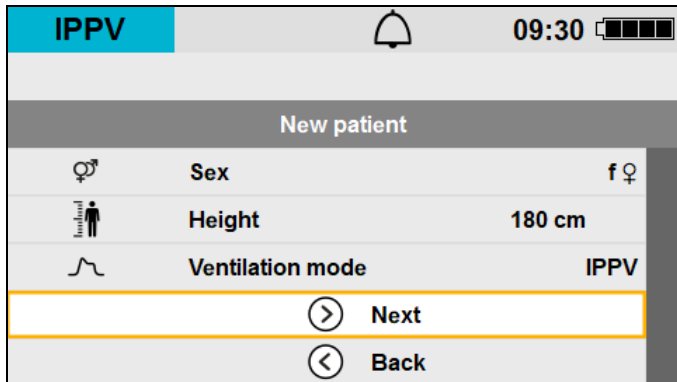 IPPV 09:30
New patient
Sex f ♀
Height 180 cm
Ventilation mode IPPV
Next
Back